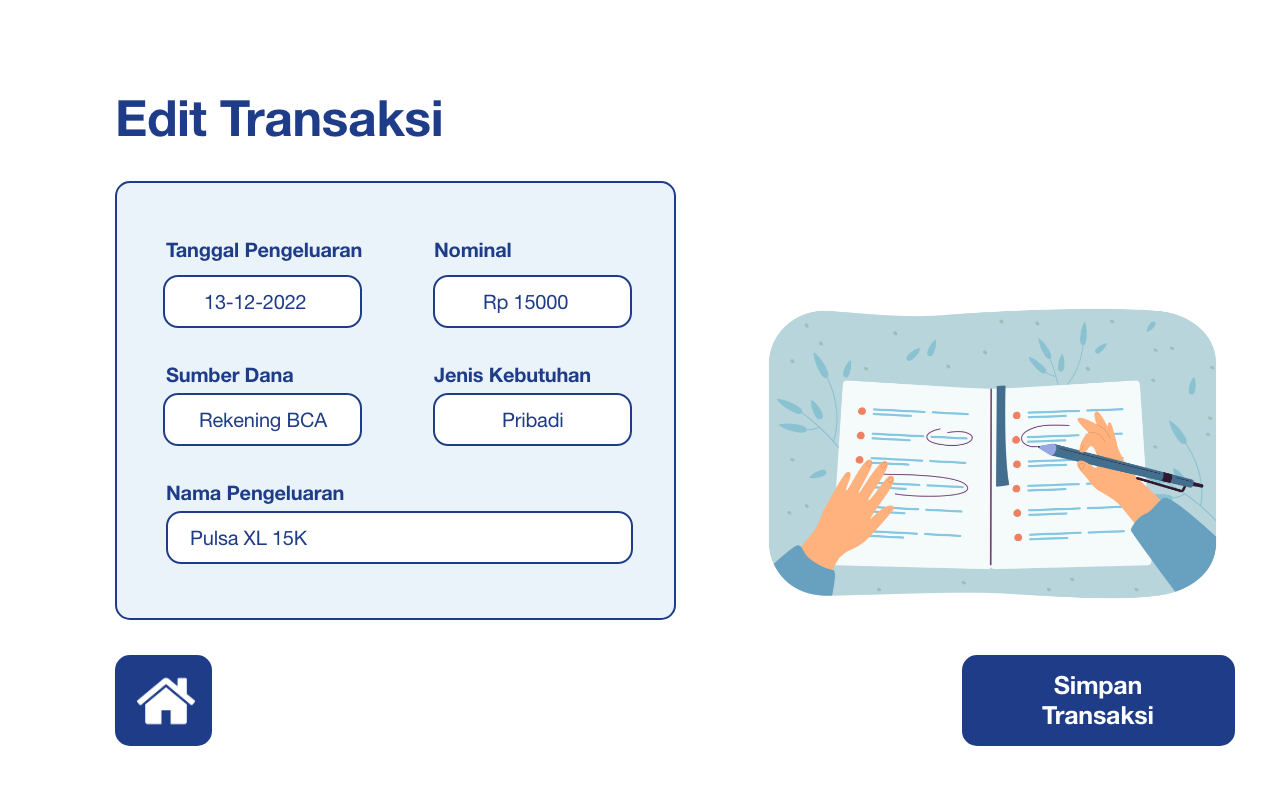 Edit Transaksi
Tanggal Pengeluaran
Nominal
13-12-2022
Rp 15000
Sumber Dana
Jenis Kebutuhan
Rekening BCA
Pribadi
Nama Pengeluaran
Pulsa XL 15K
Simpan
Transaksi